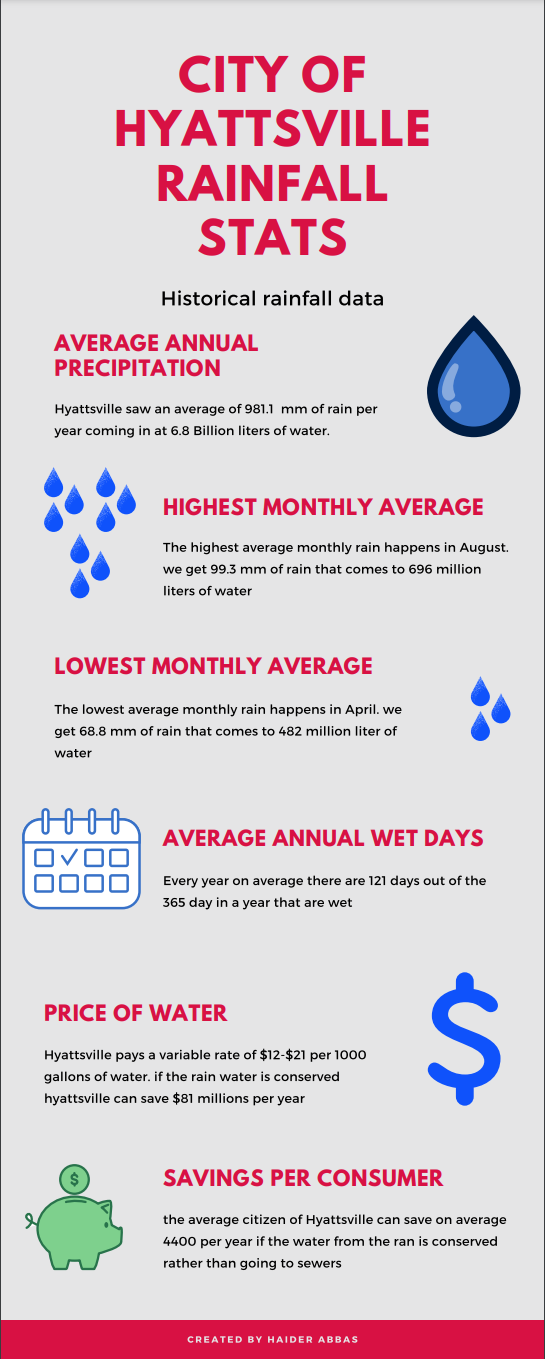 CITY OF
HYATTSVILLE
RAINFALL
STATS
Historical rainfall data
AVERAGE ANNUAL
PRECIPITATION
Hyattsville saw an average of 981.1 mm of rain per
year coming in at 6.8 Billion liters of water.
HIGHEST MONTHLY AVERAGE
The highest average monthly rain happens in August.
we get 99.3 mm of rain that comes to 696 million
liters of water
LOWEST MONTHLY AVERAGE
The lowest average monthly rain happens in April. we
get 68.8 mm of rain that comes to 482 million liter of
water
AVERAGE ANNUAL WET DAYS
Every year on average there are 121 days out of the
365 day in a year that are wet
PRICE OF WATER
Hyattsville pays a variable rate of $12-$21 per 1000
gallons of water. if the rain water is conserved
hyattsville can save $81 millions per year
$
$
SAVINGS PER CONSUMER
the average citizen of Hyattsville can save on average
4400 per year if the water from the ran is conserved
rather than going to sewers
CREATED BY HAIDER ABBAS